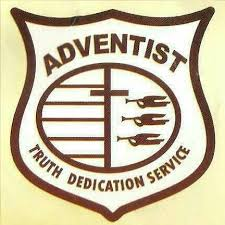 ADVENTIST
TRUTH DEDICATION SERVICE